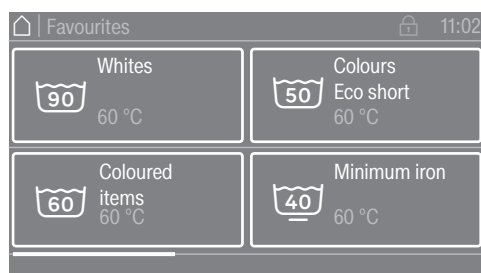 Favourites 11:02
Whites
90
60 °C
Colours
50 Eco short
60 °C
Coloured
60 items
60 °C
Minimum iron
40
60 °C